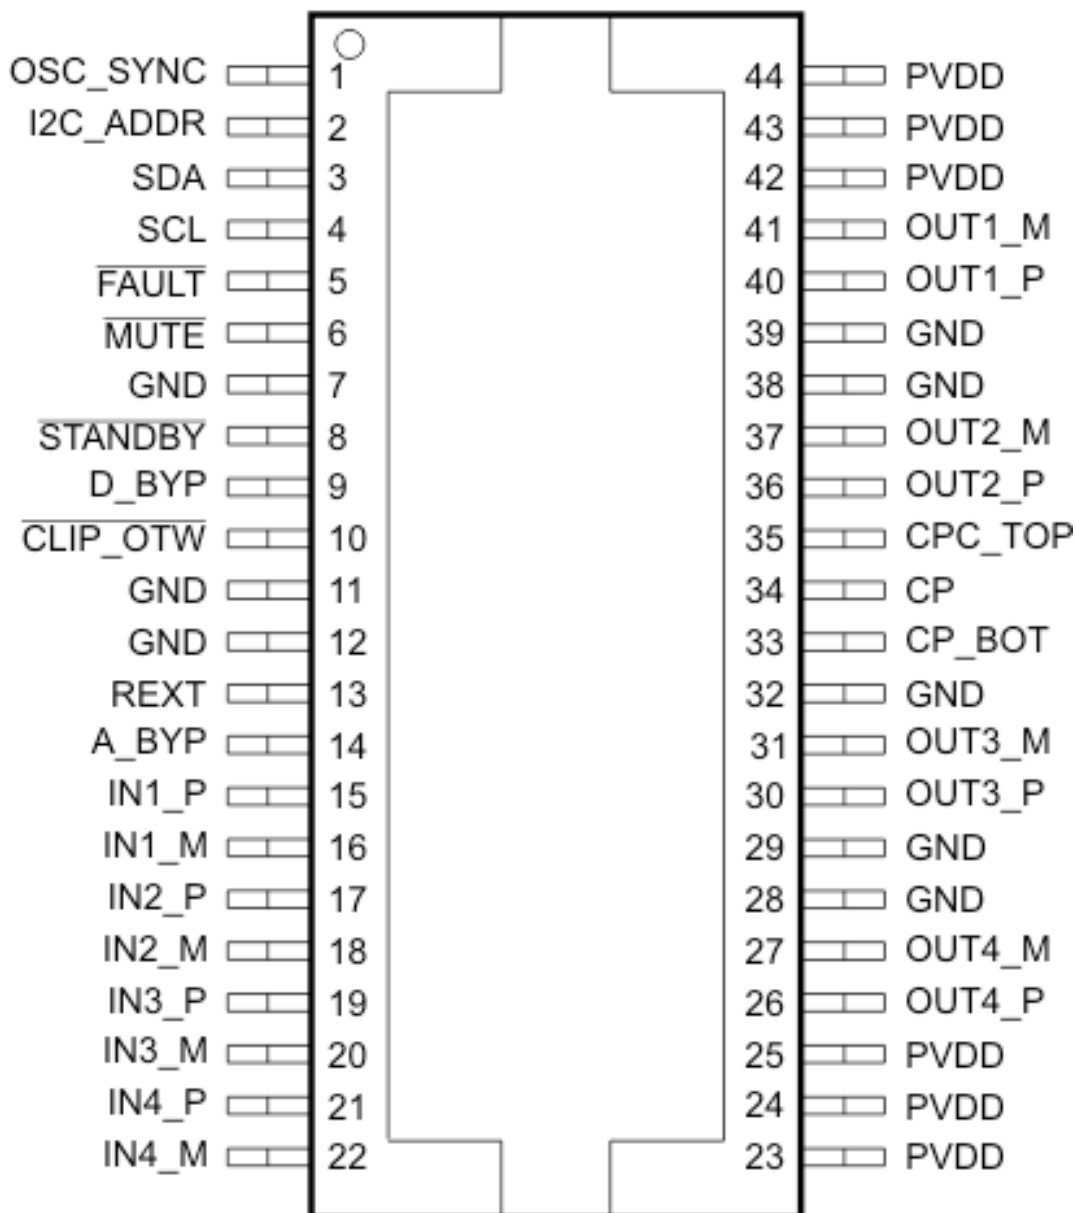 OSC_SYNC 1 44 PVDD
I2C_ADDR 2 43 PVDD
SDA 3 42 PVDD
SCL 4 41 OUT1_M
FAULT 5 40 OUT1_P
MUTE 6 39 GND
GND 7 38 GND
STANDBY 8 37 OUT2_M
D_BYP 9 36 OUT2_P
CLIP_OTW 10 35 CPC_TOP
GND 11 34 CP
GND 12 33 CP_BOT
REXT 13 32 GND
A_BYP 14 31 OUT3_M
IN1_P 15 30 OUT3_P
IN1_M 16 29 GND
IN2_P 17 28 GND
IN2_M 18 27 OUT4_M
IN3_P 19 26 OUT4_P
IN3_M 20 25 PVDD
IN4_P 21 24 PVDD
IN4_M 22 23 PVDD